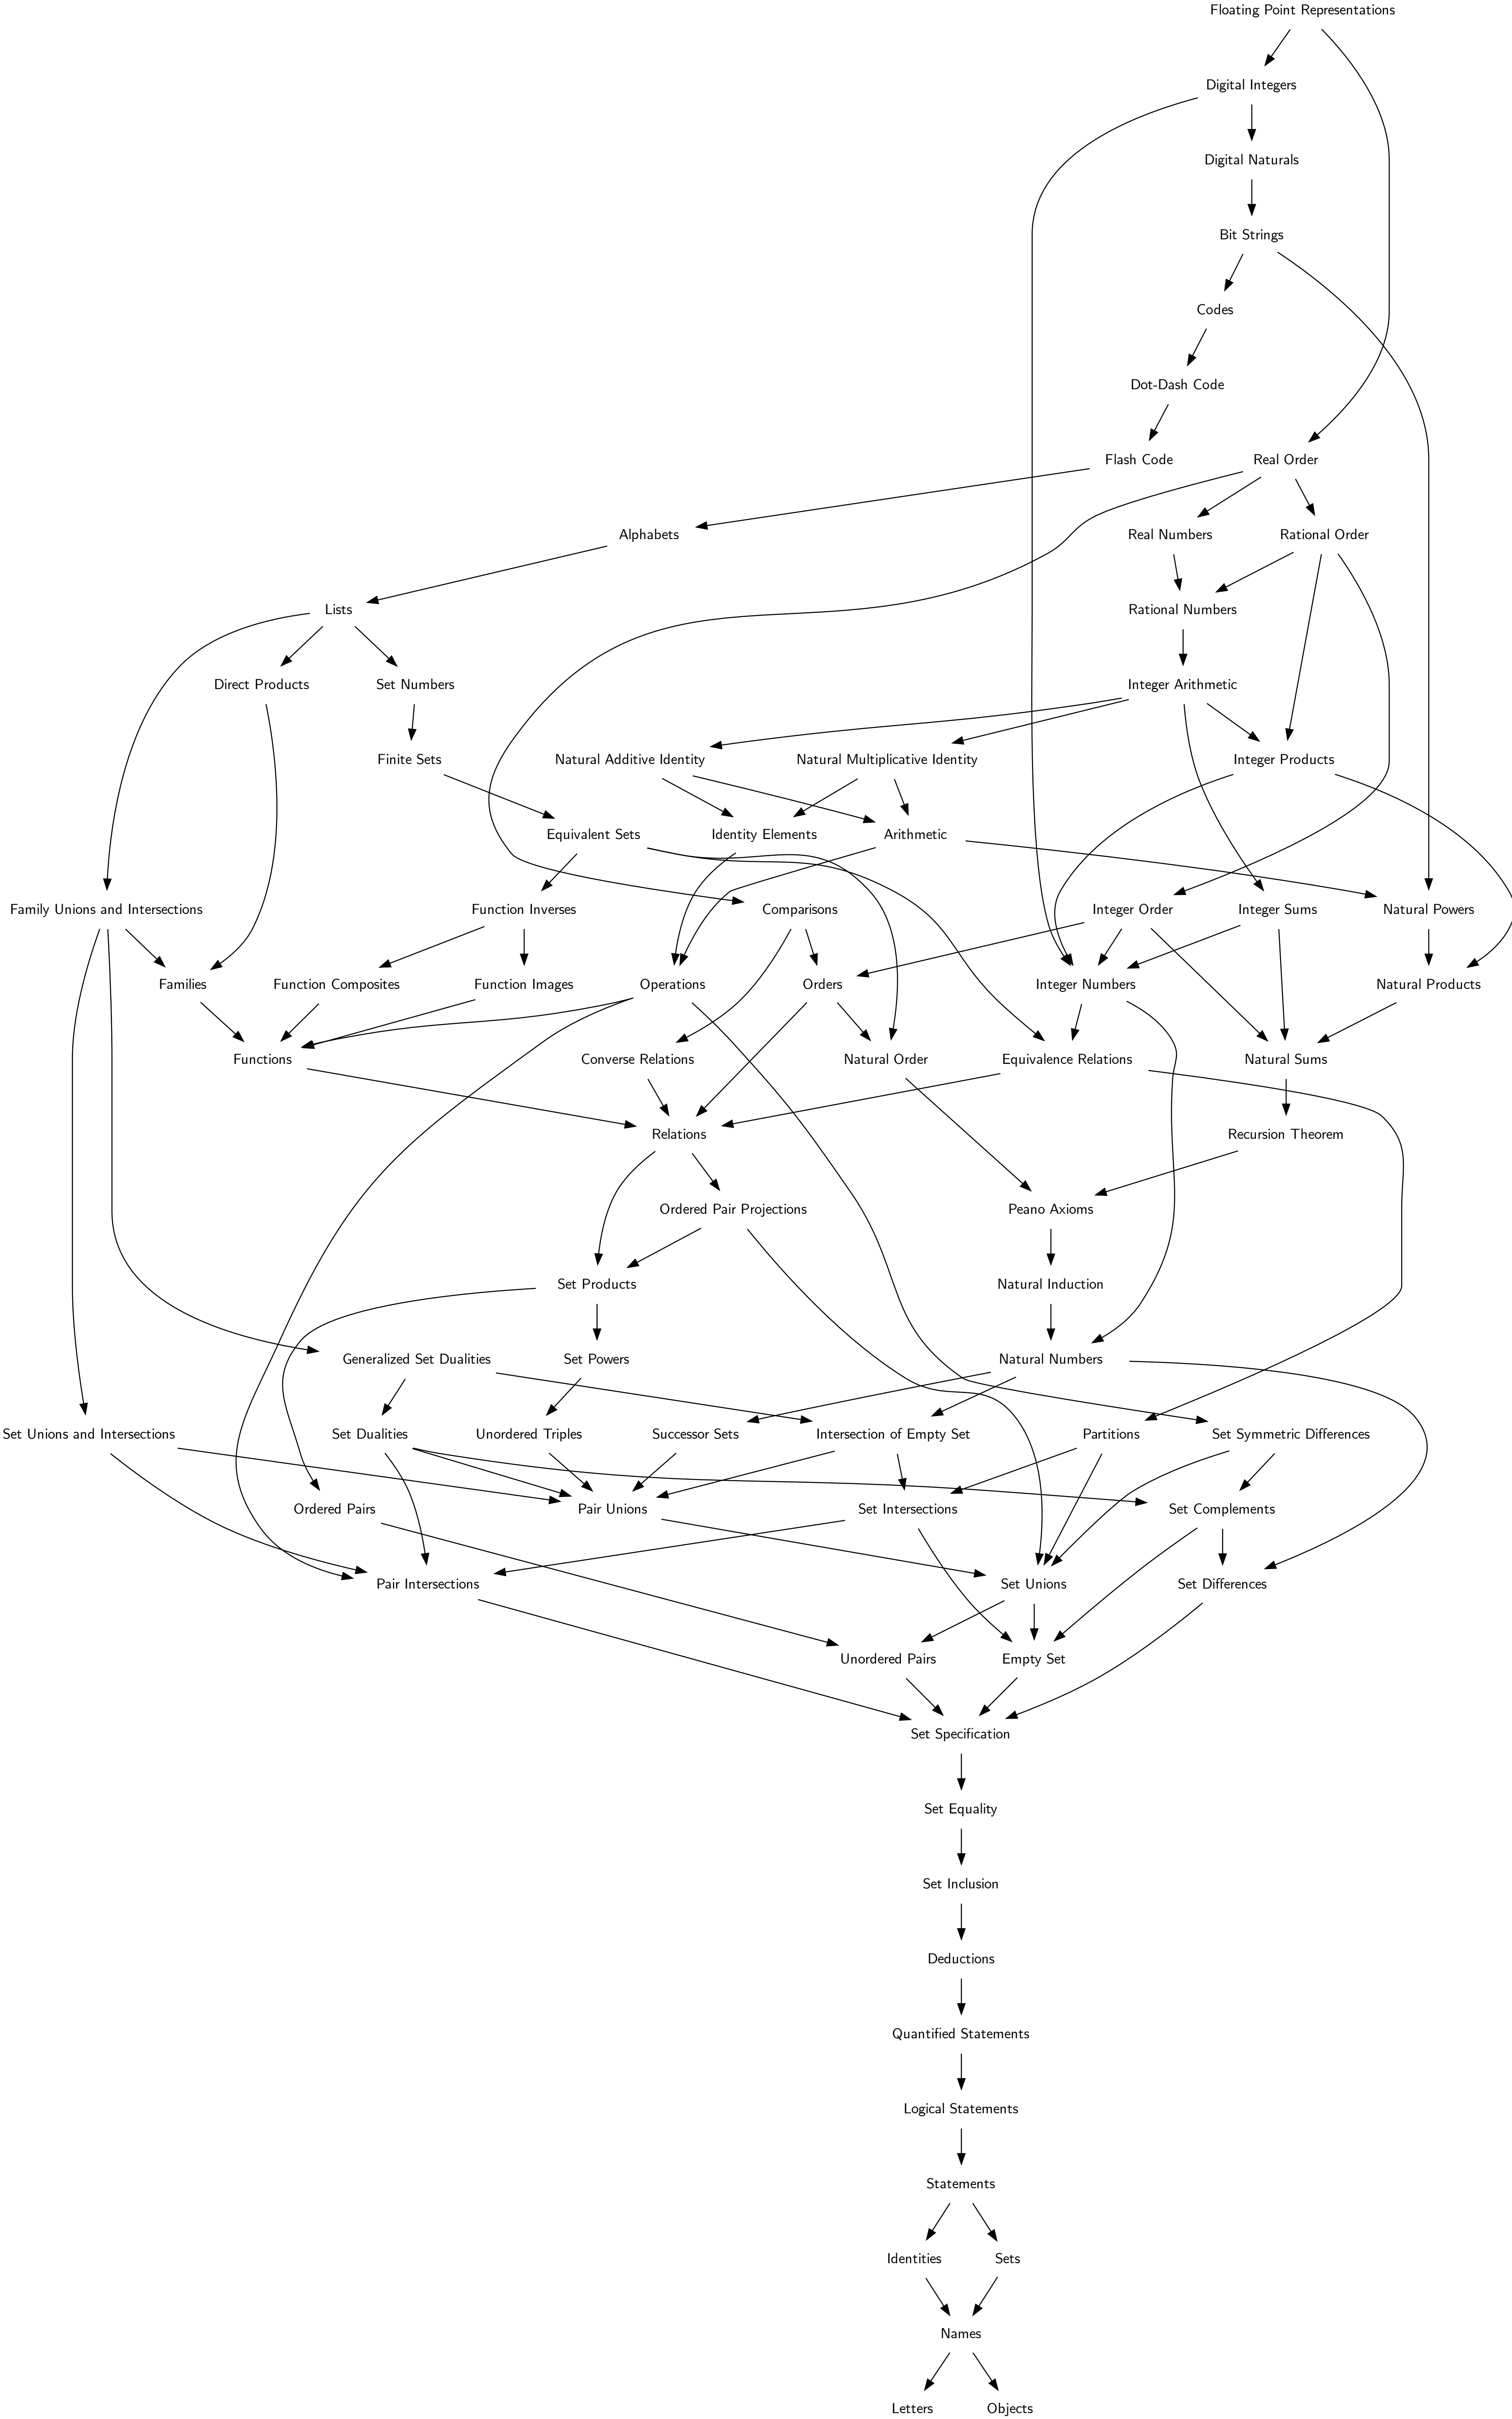 Floating Point Representations
Digital Integers
Digital Naturals
Bit Strings
Codes
Dot-Dash Code
Flash Code
Real Order
Alphabets
Real Numbers
Rational Order
Lists
Rational Numbers
Direct Products
Set Numbers
Integer Arithmetic
Finite Sets
Natural Additive Identity
Natural Multiplicative Identity
Integer Products
Equivalent Sets
Identity Elements
Arithmetic
Family Unions and Intersections
Function Inverses
Comparisons
Integer Order
Integer Sums
Natural Powers
Families
Function Composites
Function Images
Operations
Orders
Integer Numbers
Natural Products
Functions
Converse Relations
Natural Order
Equivalence Relations
Natural Sums
Relations
Recursion Theorem
Ordered Pair Projections
Peano Axioms
Set Products
Natural Induction
Generalized Set Dualities
Set Powers
Natural Numbers
Set Unions and Intersections
Set Dualities
Unordered Triples
Successor Sets
Intersection of Empty Set
Partitions
Set Symmetric Differences
Ordered Pairs
Pair Unions
Set Intersections
Set Complements
Pair Intersections
Set Unions
Set Differences
Unordered Pairs
Empty Set
Set Specification
Set Equality
Set Inclusion
Deductions
Quantified Statements
Logical Statements
Statements
Identities
Sets
Names
Letters
Objects